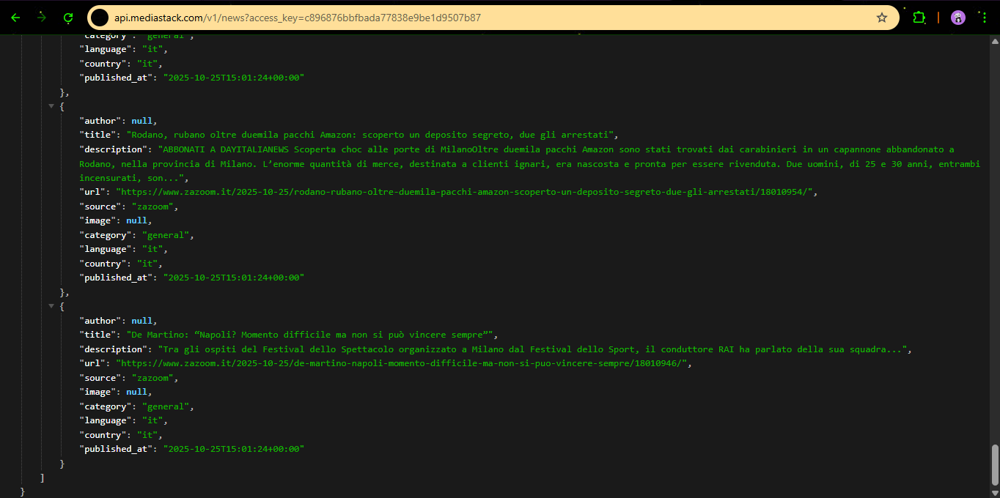 api.mediastack.com/v1/news?access_key=c896876bbfbada77838e9be1d9507b87
"category": "general",
"language": "it",
"country": "it",
"published_at": "2025-10-25T15:01:24+00:00"
},
{
"author": null,
"title": "Rodano, rubano oltre duemila pacchi Amazon: scoperto un deposito segreto, due gli arrestati",
"description": "ABBONATI A DAYITALIANEWS Scoperta choc alle porte di MilanoOltre duemila pacchi Amazon sono stati trovati dai carabinieri in un capannone abbandonato a
Rodano, nella provincia di Milano. L’enorme quantità di merce, destinata a clienti ignari, era nascosta e pronta per essere rivenduta. Due uomini, di 25 e 30 anni, entrambi
incensurati, son...",
"url": "https://www.zazoom.it/2025-10-25/rodano-rubano-oltre-duemila-pacchi-amazon-scoperto-un-deposito-segreto-due-gli-arrestati/18010954/",
"source": "zazoom",
"image": null,
"category": "general",
"language": "it",
"country": "it",
"published_at": "2025-10-25T15:01:24+00:00"
},
{
"author": null,
"title": "De Martino: “Napoli? Momento difficile ma non si può vincere sempre”",
"description": "Tra gli ospiti del Festival dello Spettacolo organizzato a Milano dal Festival dello Sport, il conduttore RAI ha parlato della sua squadra...",
"url": "https://www.zazoom.it/2025-10-25/de-martino-napoli-momento-difficile-ma-non-si-puo-vincere-sempre/18010946/",
"source": "zazoom",
"image": null,
"category": "general",
"language": "it",
"country": "it",
"published_at": "2025-10-25T15:01:24+00:00"
}
]
}